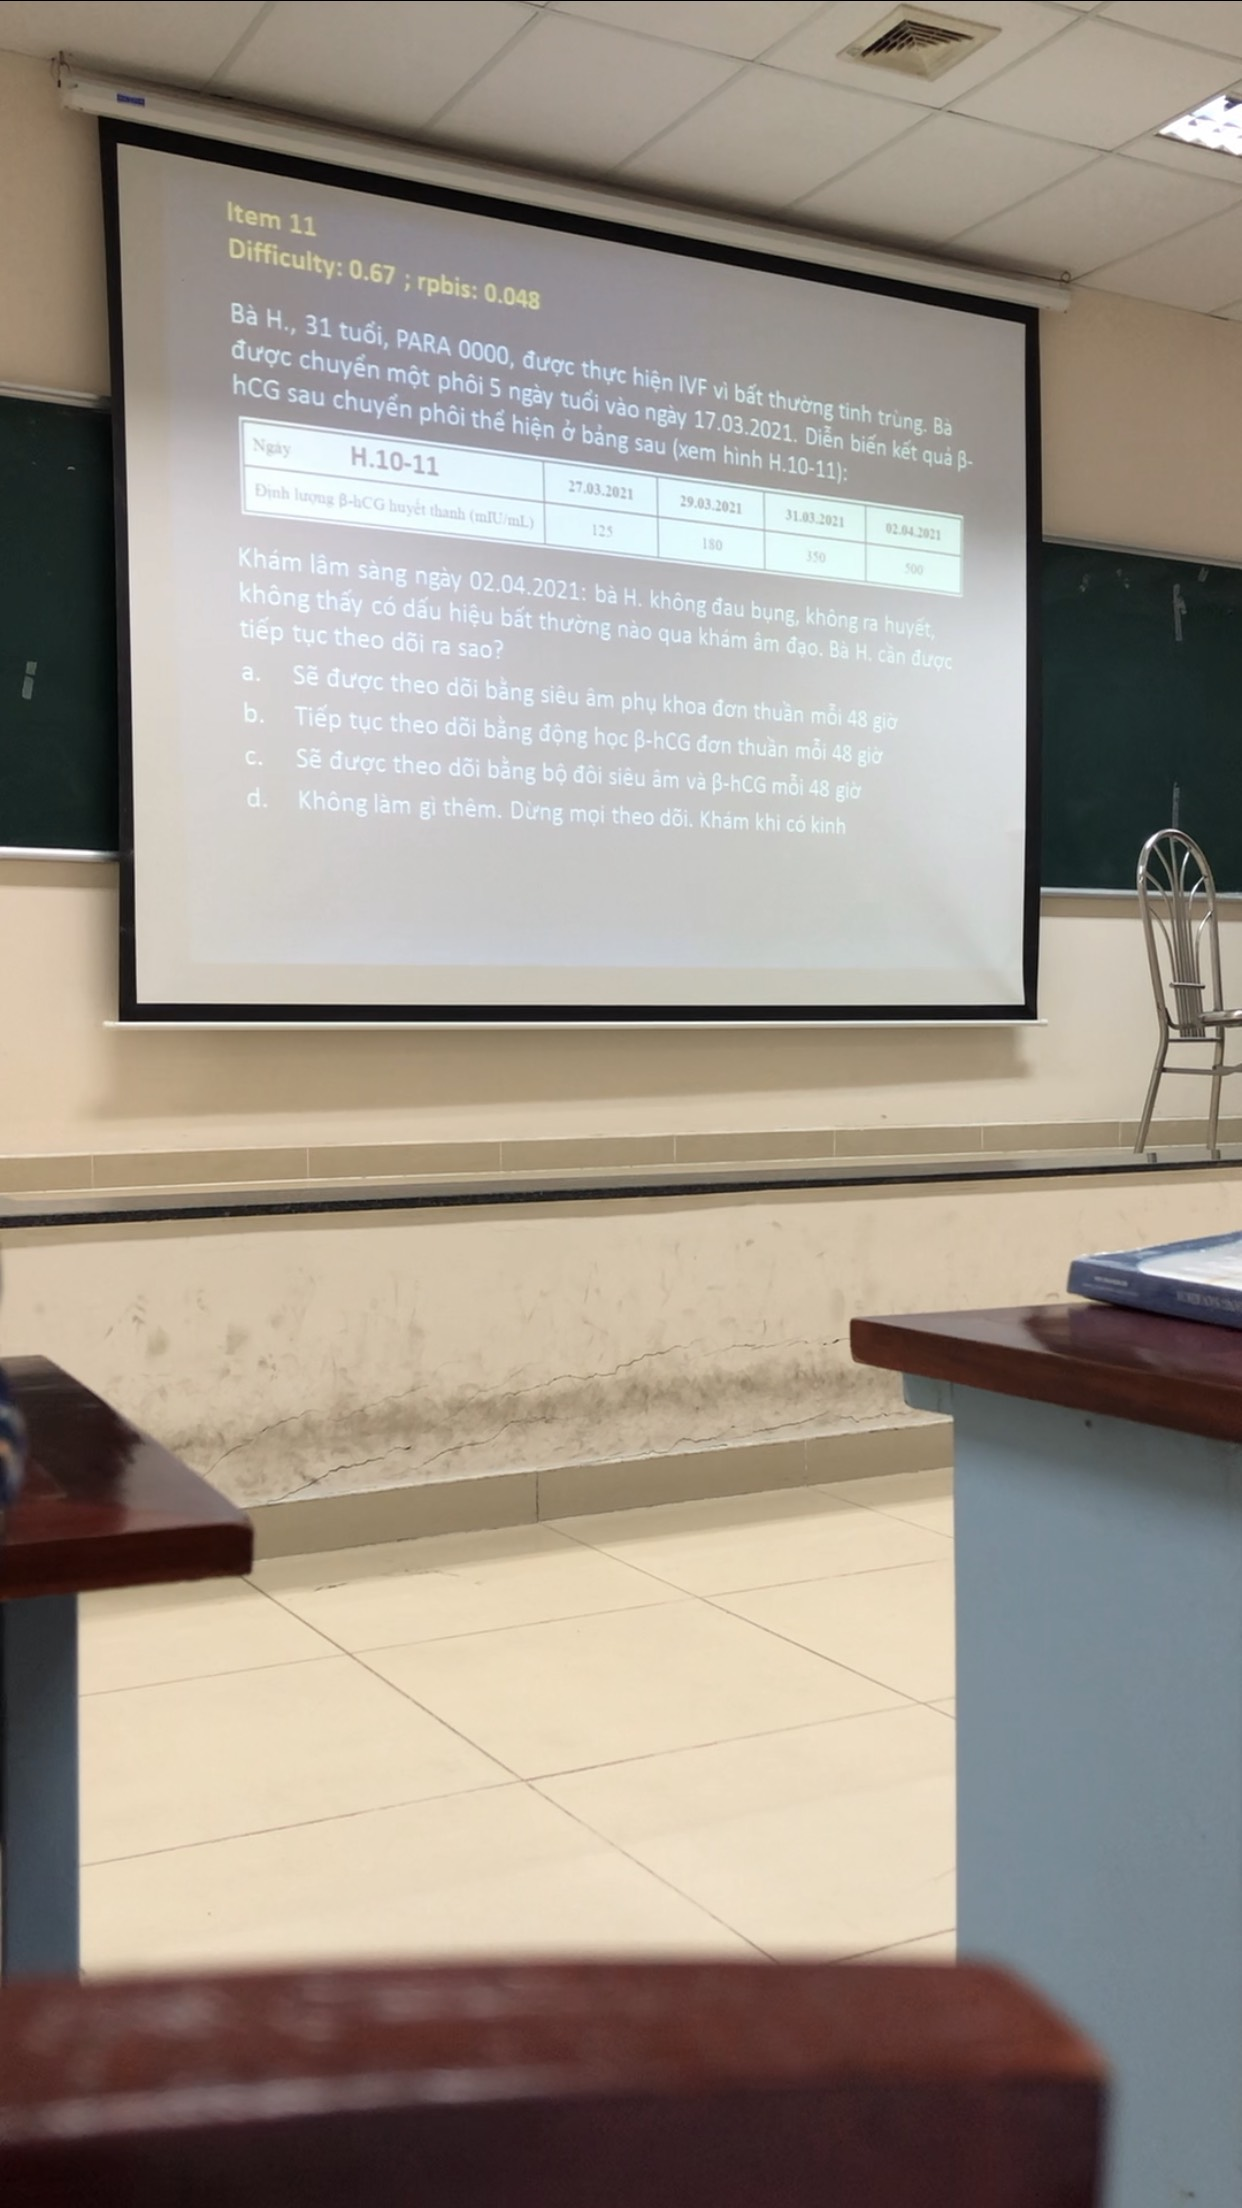 Item 11
Difficulty: 0.67 ; rpbis: 0.048
Bà H., 31 tuổi, PARA 0000, được thực hiện IVF vì bất thường tinh trùng. Bà
được chuyển một phôi 5 ngày tuổi vào ngày 17.03.2021. Diễn biến kết quả β-
hCG sau chuyển phôi thể hiện ở bảng sau (xem hình H.10-11):
Ngày H.10-11 27.03.2021 29.03.2021 31.03.2021 02.04.2021
Định lượng β-hCG huyết thanh (mIU/mL) 125 180 350 500
Khám lâm sàng ngày 02.04.2021: bà H. không đau bụng, không ra huyết,
không thấy có dấu hiệu bất thường nào qua khám âm đạo. Bà H. cần được
tiếp tục theo dõi ra sao?
a. Sẽ được theo dõi bằng siêu âm phụ khoa đơn thuần mỗi 48 giờ
b. Tiếp tục theo dõi bằng động học β-hCG đơn thuần mỗi 48 giờ
c. Sẽ được theo dõi bằng bộ đôi siêu âm và β-hCG mỗi 48 giờ
d. Không làm gì thêm. Dừng mọi theo dõi. Khám khi có kinh